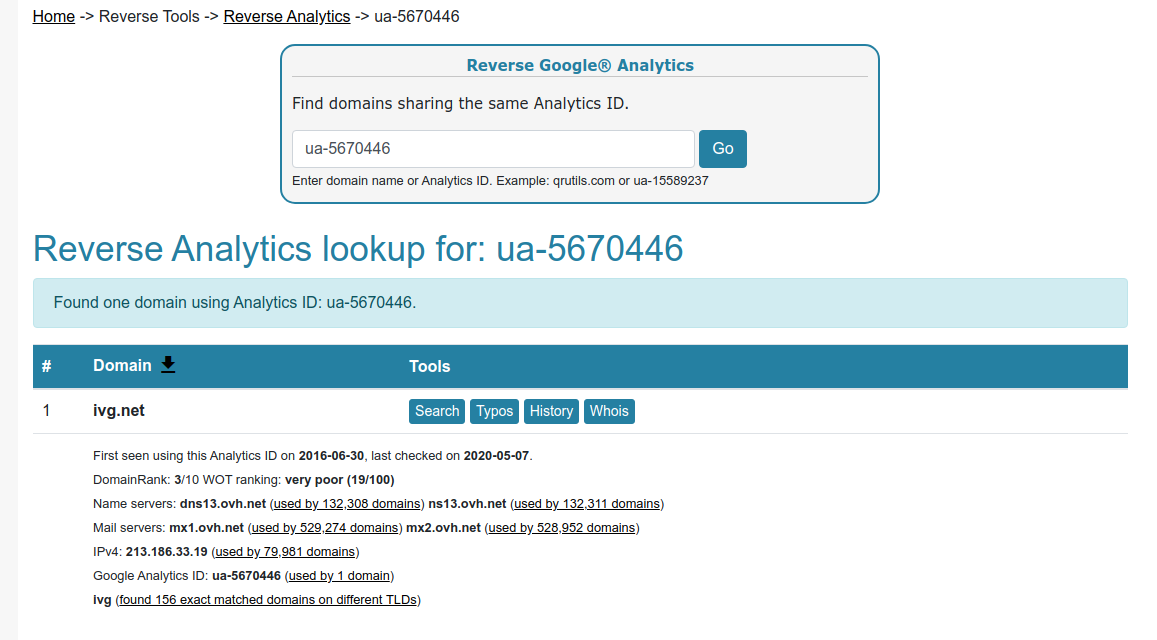 Home -> Reverse Tools -> Reverse Analytics -> ua-5670446
Reverse Google® Analytics
Find domains sharing the same Analytics ID.
ua-5670446 Go
Enter domain name or Analytics ID. Example: qrutils.com or ua-15589237
Reverse Analytics lookup for: ua-5670446
Found one domain using Analytics ID: ua-5670446.
# Domain Tools
1 ivg.net Search Typos History Whois
First seen using this Analytics ID on 2016-06-30, last checked on 2020-05-07.
DomainRank: 3/10 WOT ranking: very poor (19/100)
Name servers: dns13.ovh.net (used by 132,308 domains) ns13.ovh.net (used by 132,311 domains)
Mail servers: mx1.ovh.net (used by 529,274 domains) mx2.ovh.net (used by 528,952 domains)
IPv4: 213.186.33.19 (used by 79,981 domains)
Google Analytics ID: ua-5670446 (used by 1 domain)
ivg (found 156 exact matched domains on different TLDs)